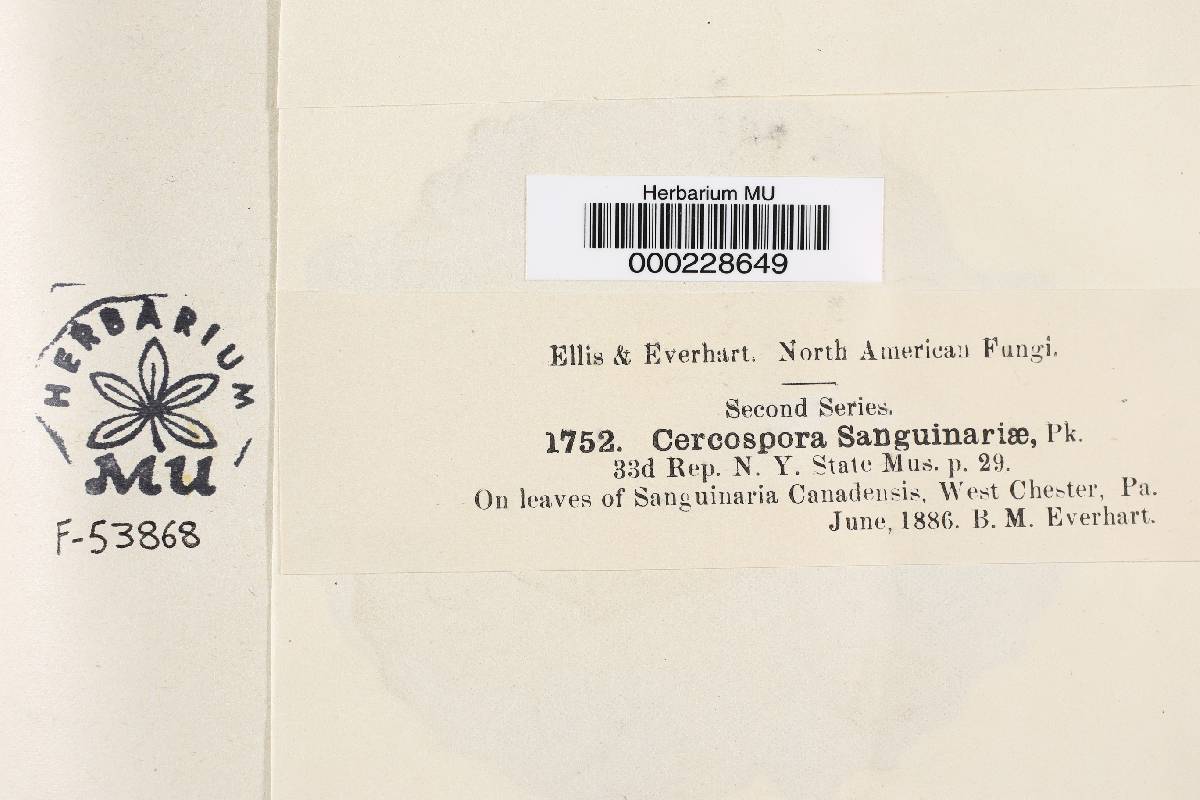 Herbarium MU
000228649
HERBARIUM
MU
F-53868
Ellis & Everhart. North American Fungi.
Second Series.
1752. Cercospora Sanguinariæ, Pk.
33d Rep. N. Y. State Mus. p. 29.
On leaves of Sanguinaria Canadensis, West Chester, Pa.
June, 1886. B. M. Everhart.